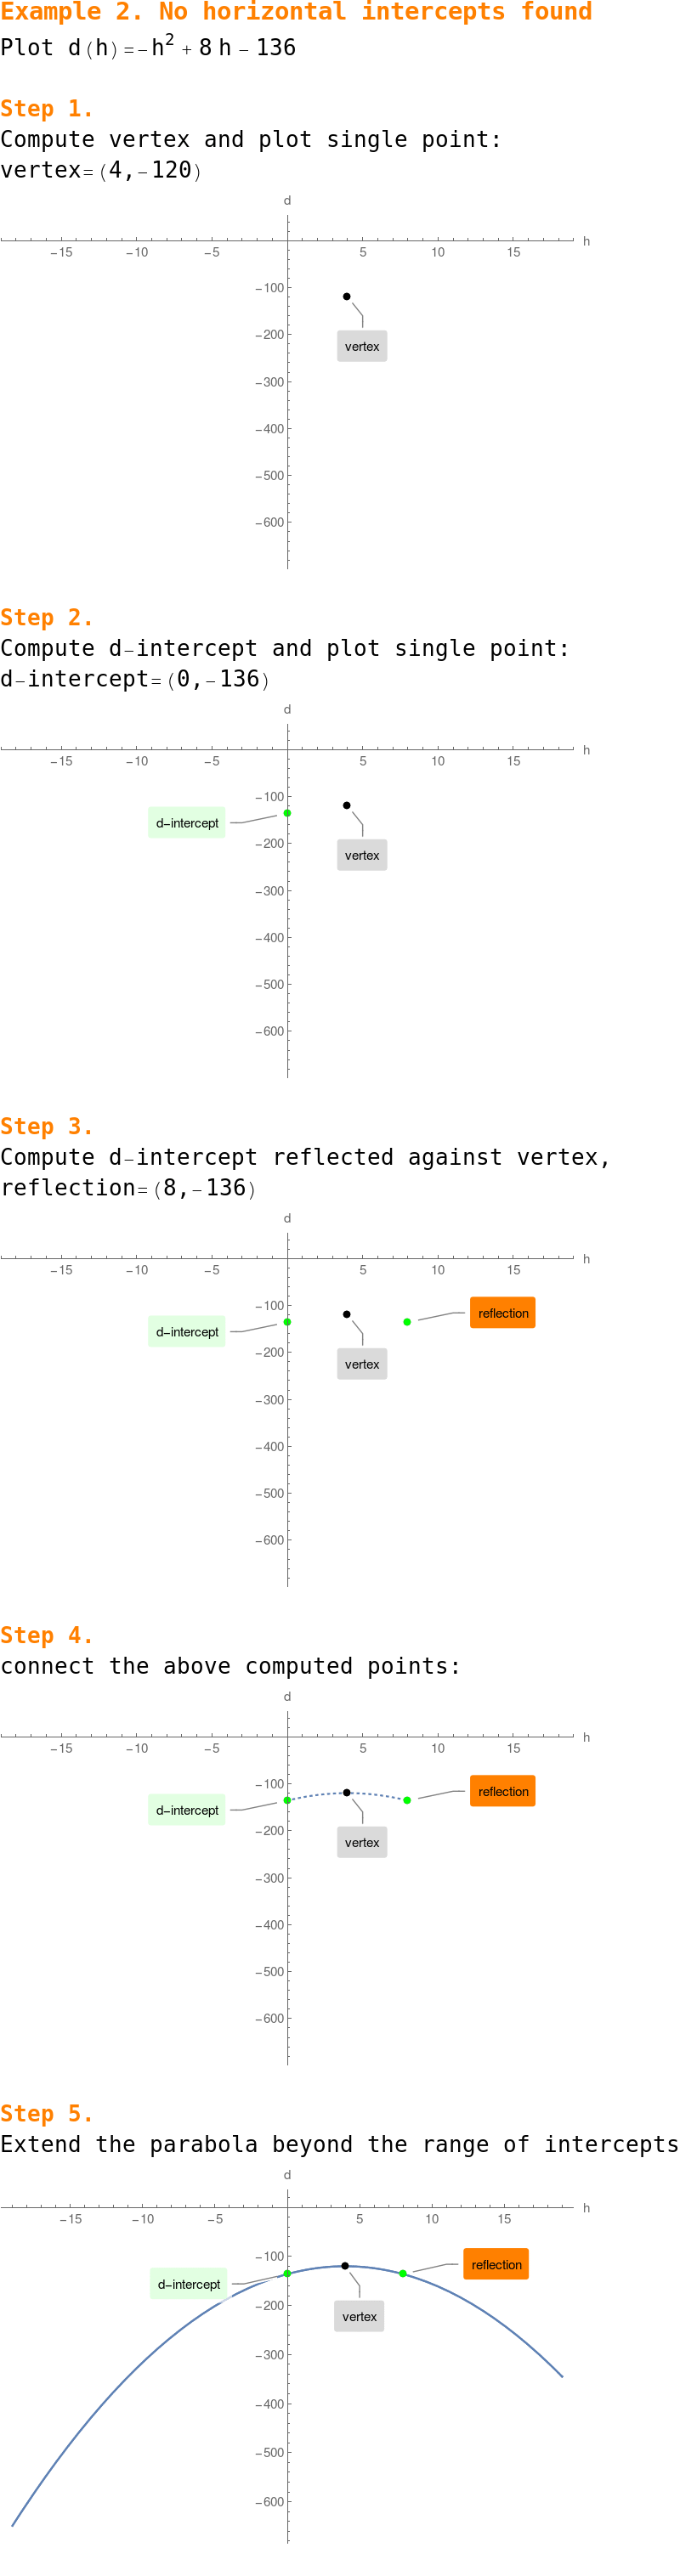 Example 2. No horizontal intercepts found
Plot d(h)=-h² + 8 h - 136
Step 1.
Compute vertex and plot single point:
vertex=(4,-120)
d
h
-15 -10 -5 5 10 15
-100
vertex
-200
-300
-400
-500
-600
Step 2.
Compute d-intercept and plot single point:
d-intercept=(0,-136)
d
h
-15 -10 -5 5 10 15
-100
d-intercept
-200
vertex
-300
-400
-500
-600
Step 3.
Compute d-intercept reflected against vertex,
reflection=(8,-136)
d
h
-15 -10 -5 5 10 15
-100
reflection
d-intercept
-200
vertex
-300
-400
-500
-600
Step 4.
connect the above computed points:
d
h
-15 -10 -5 5 10 15
-100
reflection
d-intercept
-200
vertex
-300
-400
-500
-600
Step 5.
Extend the parabola beyond the range of intercepts
d
h
-15 -10 -5 5 10 15
-100
reflection
d-intercept
-200
vertex
-300
-400
-500
-600